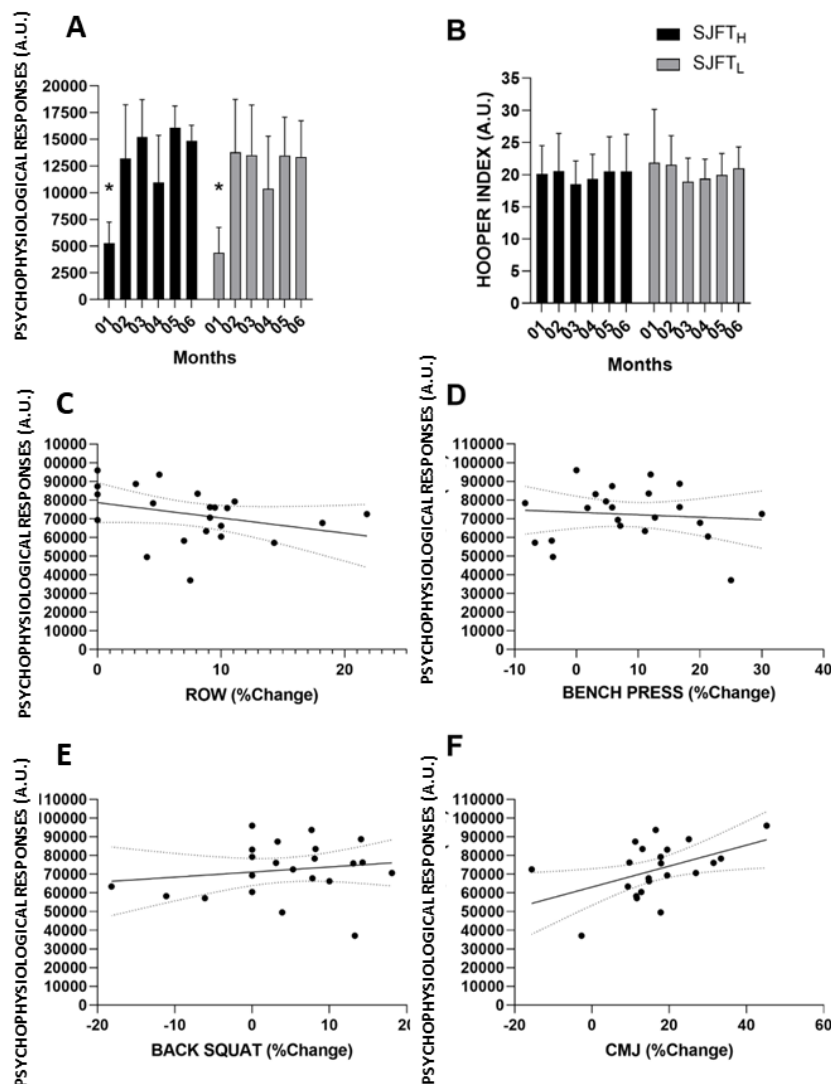 A
B
SJFTH
SJFTL
PSYCHOPHYSIOLOGICAL RESPONSES (A.U.)
20000
17500
15000
12500
10000
7500
5000
2500
0
*
*
01 02 03 04 05 06 01 02 03 04 05 06
Months
HOOPER INDEX (A.U.)
35
30
25
20
15
10
5
0
01 02 03 04 05 06 01 02 03 04 05 06
Months
C
PSYCHOPHYSIOLOGICAL RESPONSES (A.U.)
10000
00000
90000
80000
70000
60000
50000
40000
30000
20000
10000
0
0 10 20
ROW (%Change)
D
PSYCHOPHYSIOLOGICAL RESPONSES (A.U.)
110000
100000
90000
80000
70000
60000
50000
40000
30000
20000
10000
0
-10 0 10 20 30 40
BENCH PRESS (%Change)
E
PSYCHOPHYSIOLOGICAL RESPONSES (A.U.)
110000
100000
90000
80000
70000
60000
50000
40000
30000
20000
10000
0
-20 -10 0 10 20
BACK SQUAT (%Change)
F
PSYCHOPHYSIOLOGICAL RESPONSES (A.U.)
110000
100000
90000
80000
70000
60000
50000
40000
30000
20000
10000
0
-20 0 20 40 60
CMJ (%Change)